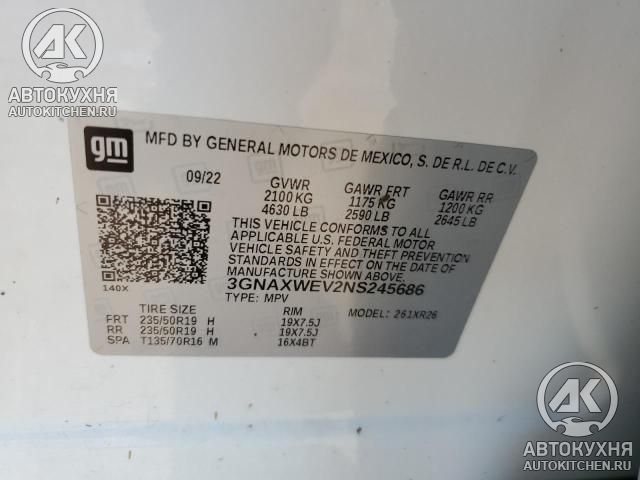 АК
АВТОКУХНЯ
AUTOKITCHEN.RU
gm
MFD BY GENERAL MOTORS DE MEXICO, S. DE R.L. DE C.V.
09/22 GVWR GAWR FRT GAWR RR
2100 KG 1175 KG 1200 KG
4630 LB 2590 LB 2645 LB
THIS VEHICLE CONFORMS TO ALL
APPLICABLE U.S. FEDERAL MOTOR
VEHICLE SAFETY AND THEFT PREVENTION
STANDARDS IN EFFECT ON THE DATE OF
MANUFACTURE SHOWN ABOVE
140X 3GNAXWEV2NS245686
TYPE: MPV MODEL: 261XR26
TIRE SIZE RIM
FRT 235/50R19 H 19X7.5J
RR 235/50R19 H 19X7.5J
SPA T135/70R16 M 16X4BT
АК
АВТОКУХНЯ
AUTOKITCHEN.RU